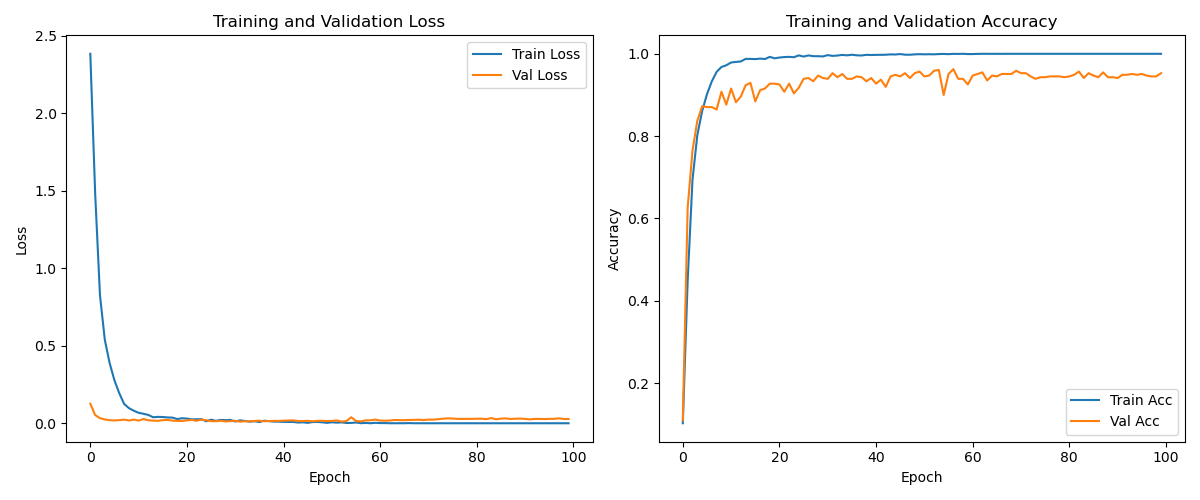 Training and Validation Loss
2.5
2.0
1.5
1.0
0.5
0.0
Loss
0
20
40
60
80
100
Epoch
Train Loss
Val Loss
Training and Validation Accuracy
1.0
0.8
0.6
0.4
0.2
Accuracy
0
20
40
60
80
100
Epoch
Train Acc
Val Acc